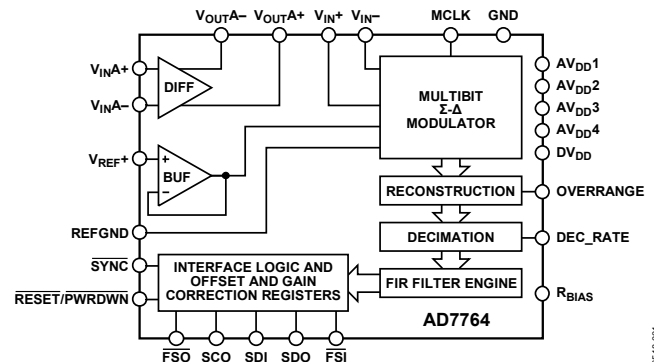 VOUTA– VOUTA+ VIN+ VIN– MCLK GND
VINA+
DIFF
VINA–
MULTIBIT
Σ-Δ
MODULATOR
AVDD1
AVDD2
AVDD3
AVDD4
DVDD
VREF+
+
BUF
–
RECONSTRUCTION
OVERRANGE
REFGND
DECIMATION
DEC_RATE
SYNC
INTERFACE LOGIC AND
OFFSET AND GAIN
CORRECTION REGISTERS
FIR FILTER ENGINE
RESET/PWRDWN
RBIAS
AD7764
FSO SCO SDI SDO FSI